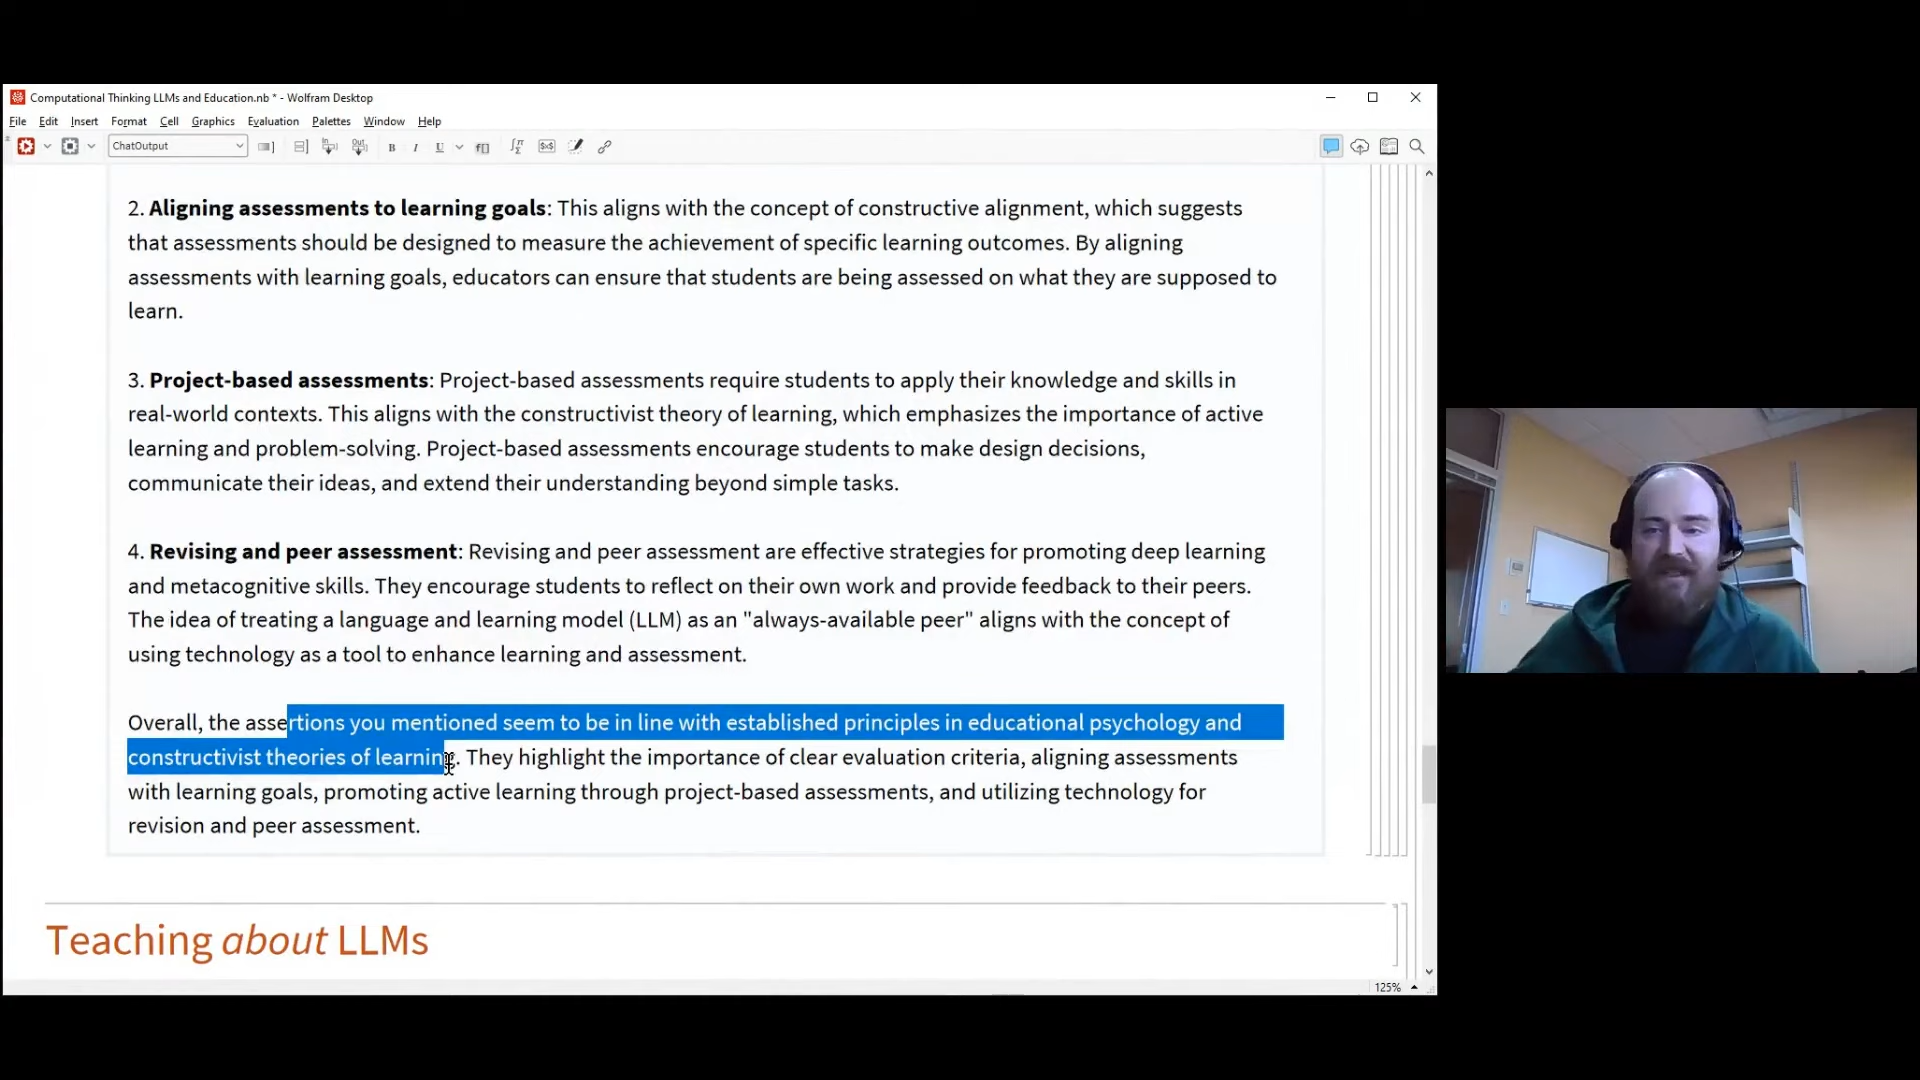 Computational Thinking LLMs and Education.nb * - Wolfram Desktop
File Edit Insert Format Cell Graphics Evaluation Palettes Window Help
ChatOutput
2. Aligning assessments to learning goals: This aligns with the concept of constructive alignment, which suggests
that assessments should be designed to measure the achievement of specific learning outcomes. By aligning
assessments with learning goals, educators can ensure that students are being assessed on what they are supposed to
learn.
3. Project-based assessments: Project-based assessments require students to apply their knowledge and skills in
real-world contexts. This aligns with the constructivist theory of learning, which emphasizes the importance of active
learning and problem-solving. Project-based assessments encourage students to make design decisions,
communicate their ideas, and extend their understanding beyond simple tasks.
4. Revising and peer assessment: Revising and peer assessment are effective strategies for promoting deep learning
and metacognitive skills. They encourage students to reflect on their own work and provide feedback to their peers.
The idea of treating a language and learning model (LLM) as an "always-available peer" aligns with the concept of
using technology as a tool to enhance learning and assessment.
Overall, the assertions you mentioned seem to be in line with established principles in educational psychology and
constructivist theories of learning. They highlight the importance of clear evaluation criteria, aligning assessments
with learning goals, promoting active learning through project-based assessments, and utilizing technology for
revision and peer assessment.
Teaching about LLMs
125%